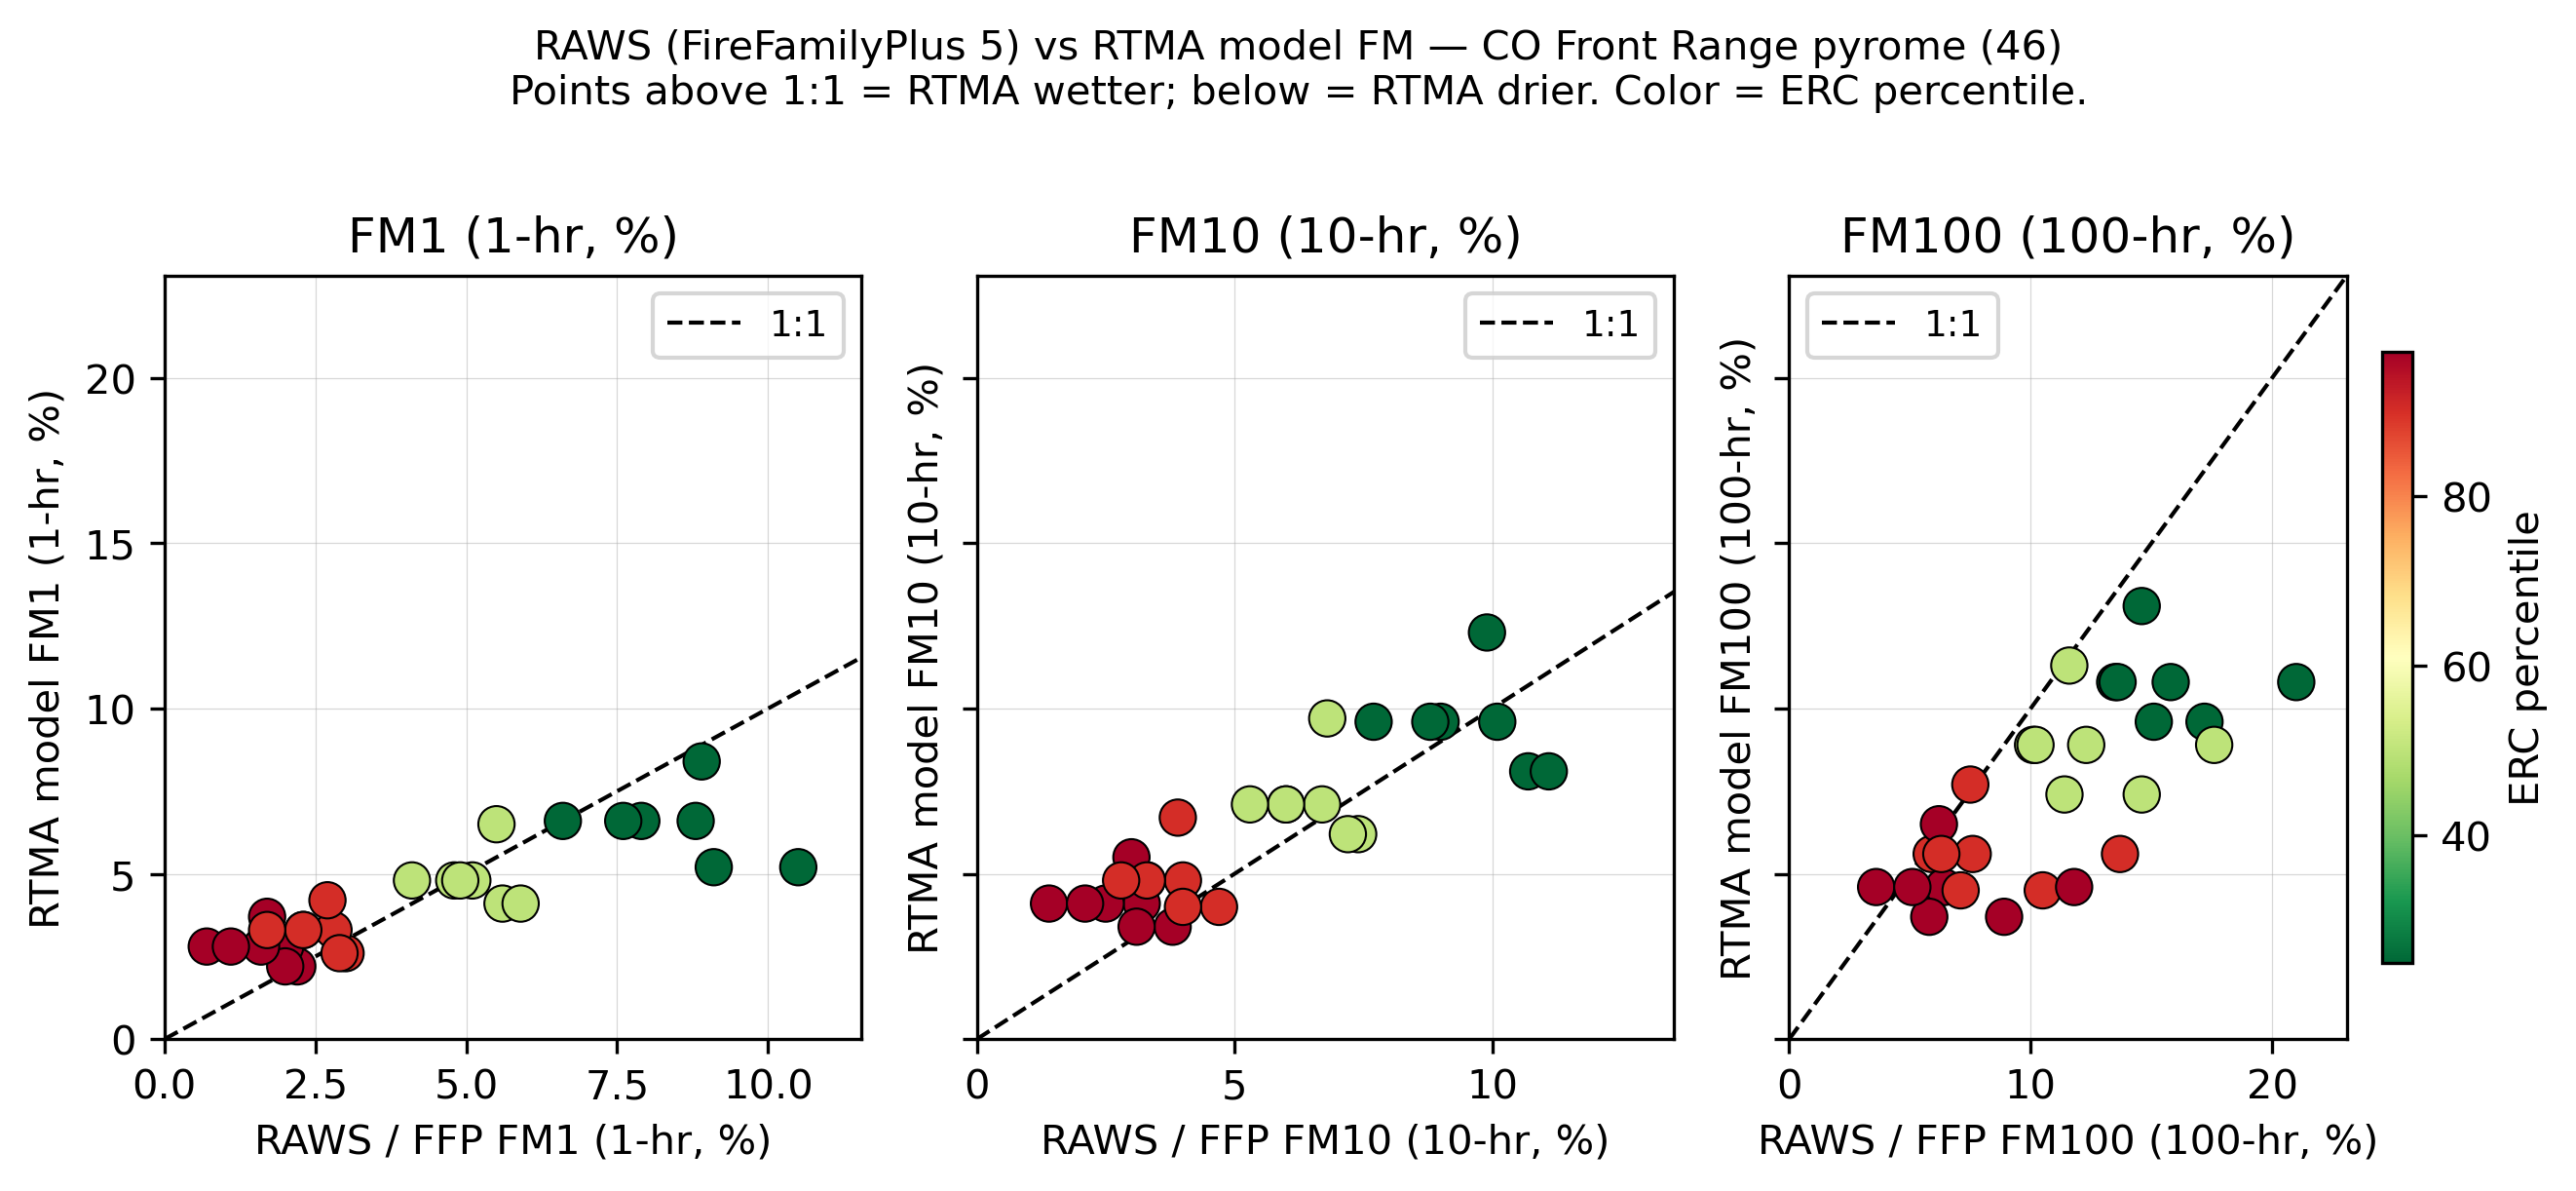 RAWS (FireFamilyPlus 5) vs RTMA model FM — CO Front Range pyrome (46)
Points above 1:1 = RTMA wetter; below = RTMA drier. Color = ERC percentile.
FM1 (1-hr, %)
1:1
RTMA model FM1 (1-hr, %)
20
15
10
5
0
0.0
2.5
5.0
7.5
10.0
RAWS / FFP FM1 (1-hr, %)
FM10 (10-hr, %)
1:1
RTMA model FM10 (10-hr, %)
0
5
10
RAWS / FFP FM10 (10-hr, %)
FM100 (100-hr, %)
1:1
RTMA model FM100 (100-hr, %)
0
10
20
RAWS / FFP FM100 (100-hr, %)
80
60
40
ERC percentile